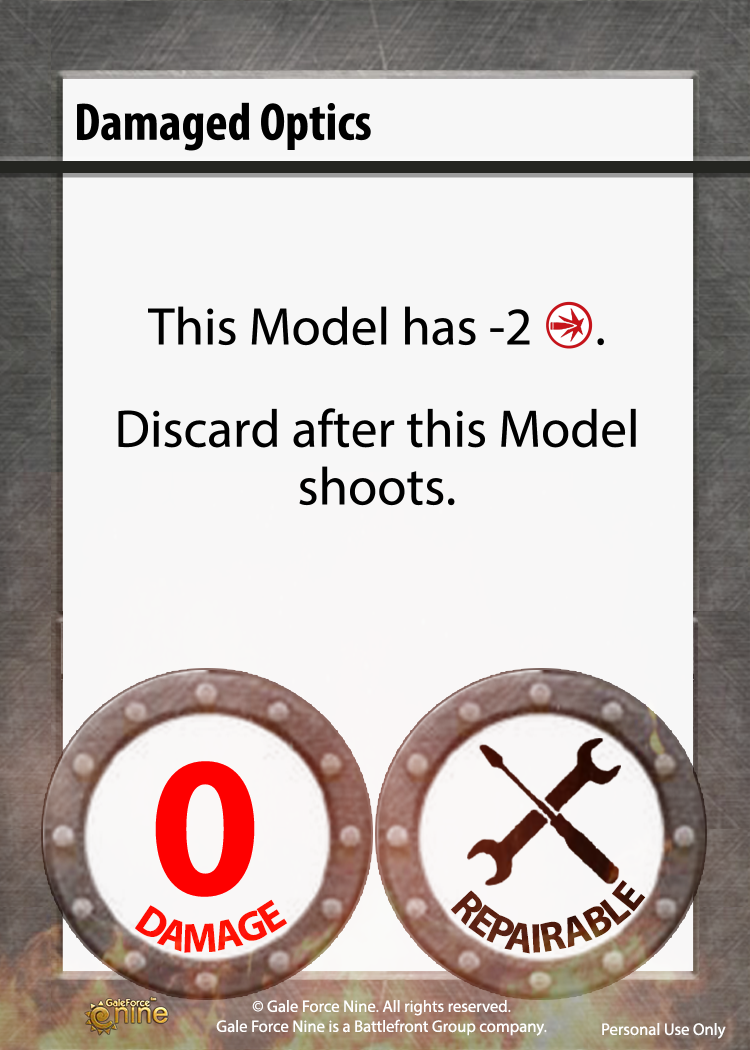 Damaged Optics
This Model has -2 .
Discard after this Model
shoots.
0
DAMAGE
REPAIRABLE
GaleForce™
nine
© Gale Force Nine. All rights reserved.
Gale Force Nine is a Battlefront Group company.
Personal Use Only